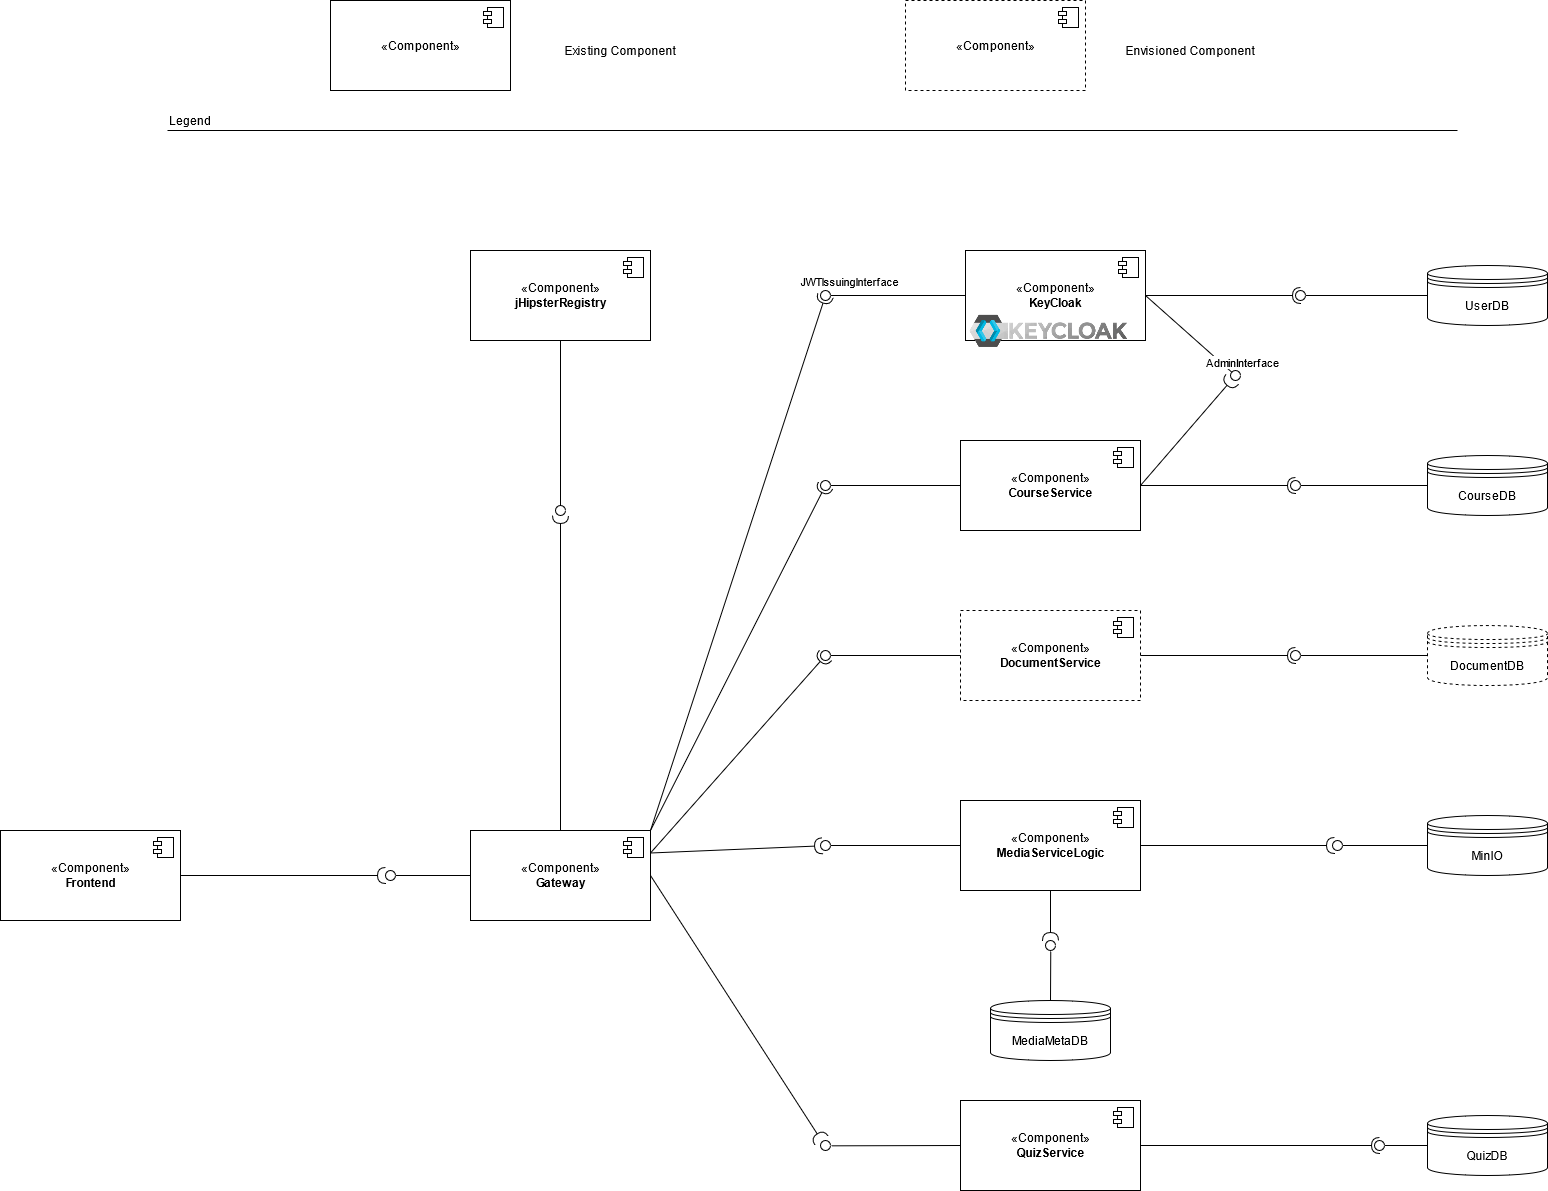 «Component»
Existing Component
«Component»
Envisioned Component
Legend
«Component»
jHipsterRegistry
JWTIssuingInterface
«Component»
KeyCloak
KEYCLOAK
UserDB
AdminInterface
«Component»
CourseService
CourseDB
«Component»
DocumentService
DocumentDB
«Component»
Frontend
«Component»
Gateway
«Component»
MediaServiceLogic
MinIO
MediaMetaDB
«Component»
QuizService
QuizDB